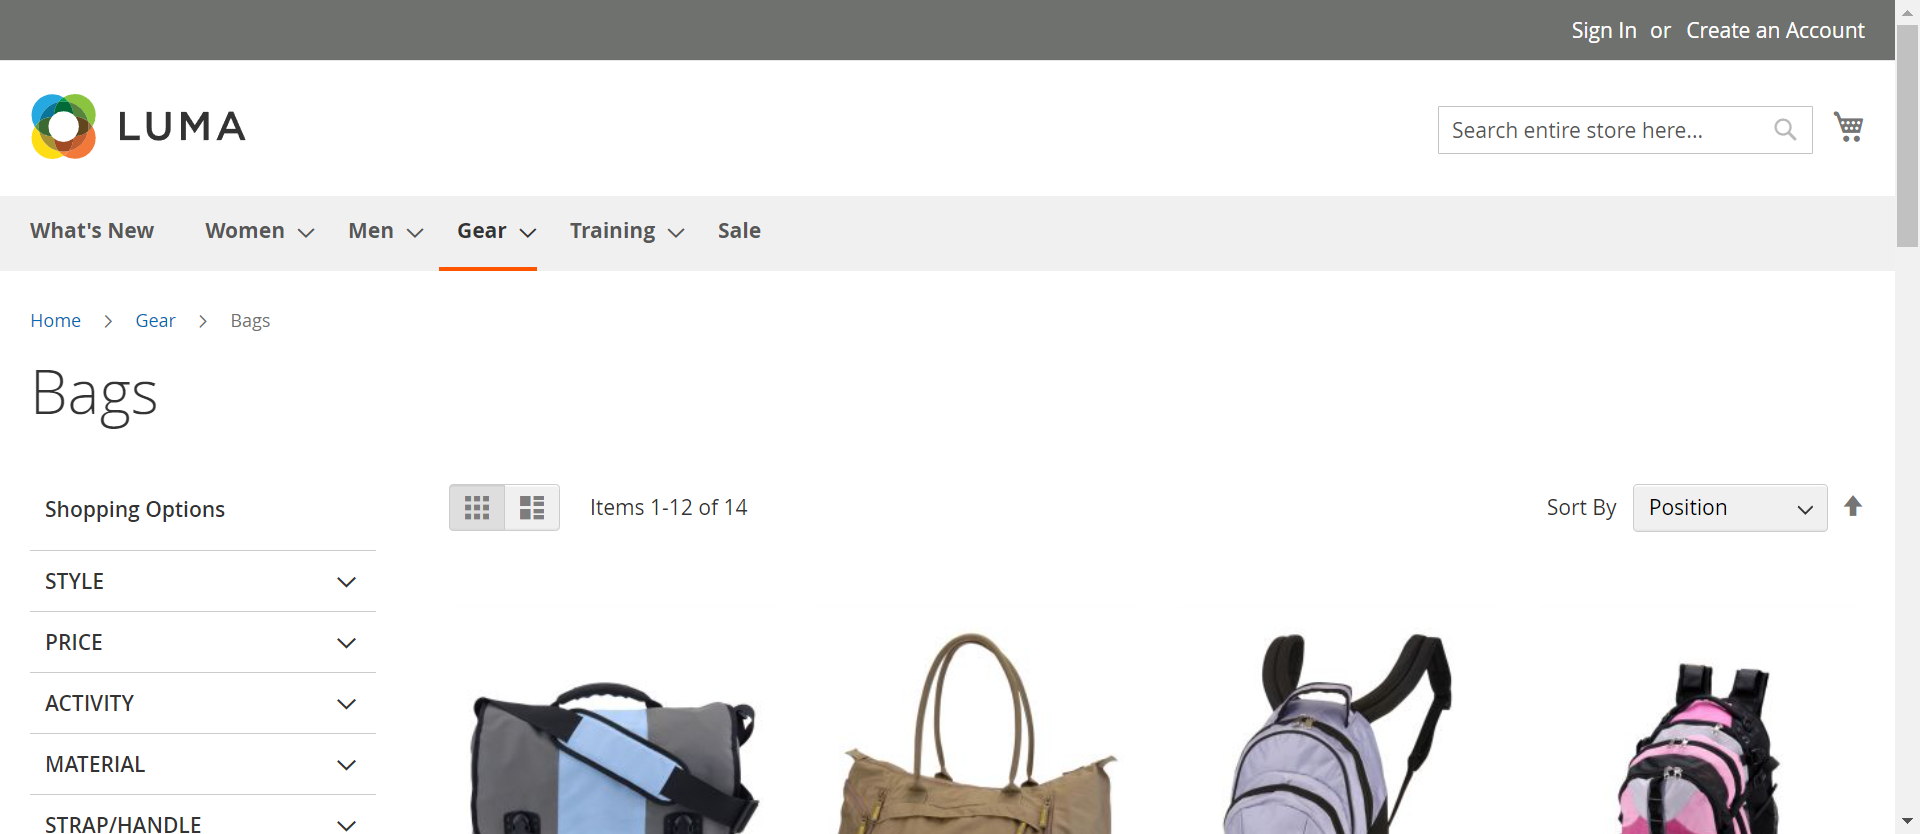 Sign In or Create an Account
LUMA
Search entire store here...
What's New Women Men Gear Training Sale
Home Gear Bags
Bags
Shopping Options
Items 1-12 of 14
Sort By Position
STYLE
PRICE
ACTIVITY
MATERIAL
STRAP/HANDLE